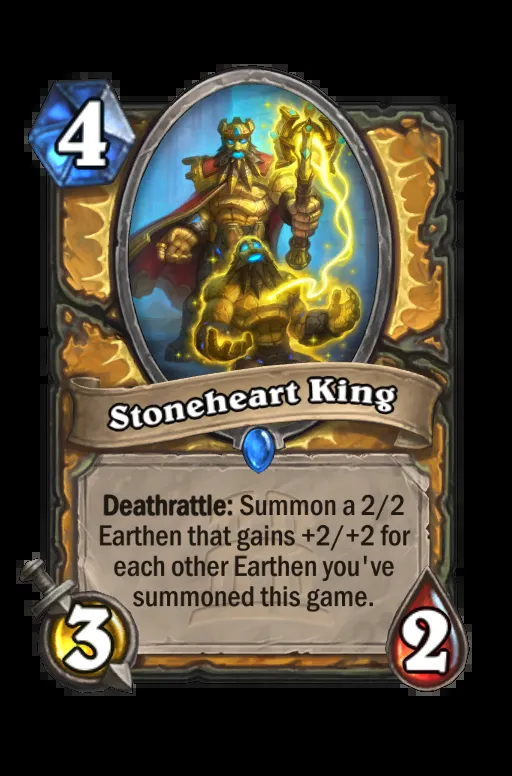 4
Stoneheart King
Deathrattle: Summon a 2/2
Earthen that gains +2/+2 for
each other Earthen you've
summoned this game.
3
2